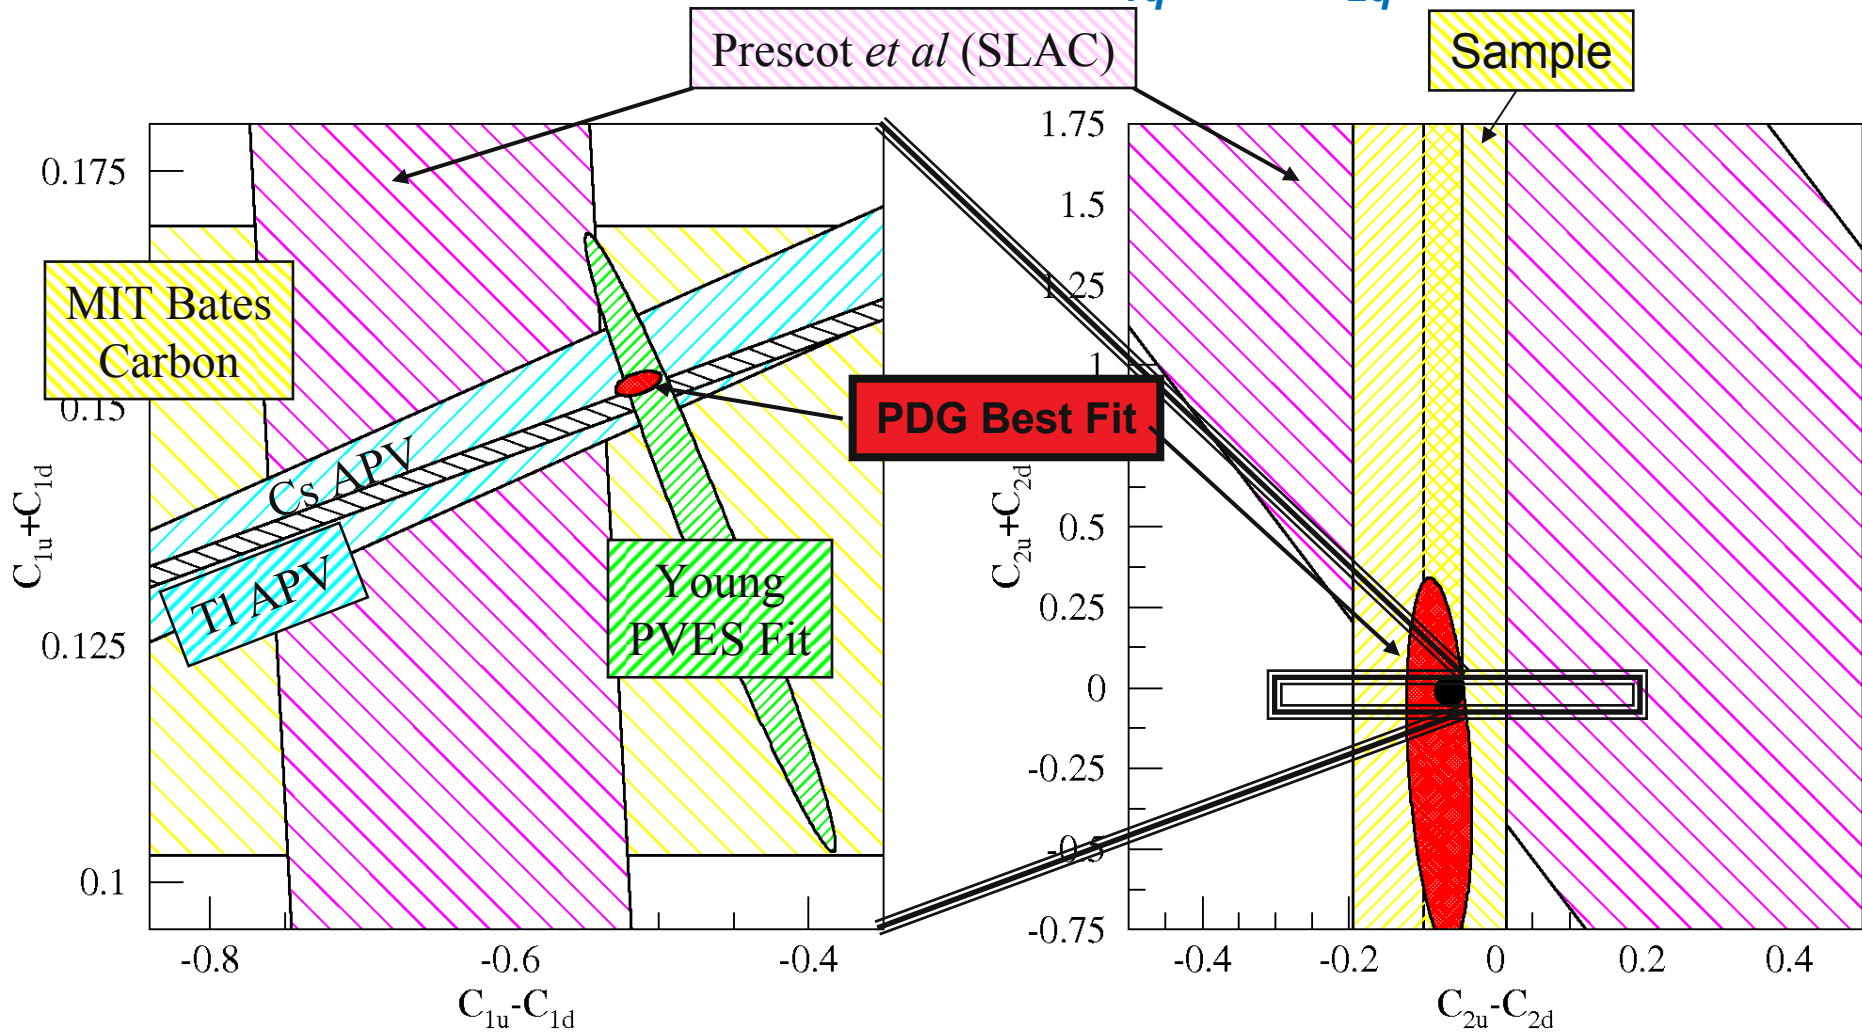 1q
2q
Prescot et al (SLAC)
Sample
0.175
0.15
0.125
0.1
C1u+C1d
MIT Bates
Carbon
Cs APV
Tl APV
Young
PVES Fit
PDG Best Fit
-0.8
-0.6
-0.4
C1u-C1d
1.75
1.5
1.25
1
0.5
0.25
0
-0.25
-0.5
-0.75
C2u+C2d
-0.4
-0.2
0
0.2
0.4
C2u-C2d